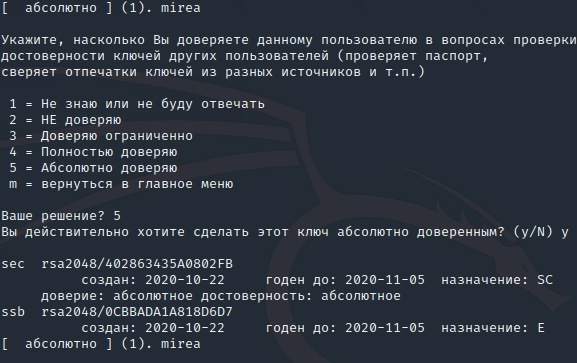 [  абсолютно ] (1). mirea
Укажите, насколько Вы доверяете данному пользователю в вопросах проверки
достоверности ключей других пользователей (проверяет паспорт,
сверяет отпечатки ключей из разных источников и т.п.)
1 = Не знаю или не буду отвечать
2 = НЕ доверяю
3 = Доверяю ограниченно
4 = Полностью доверяю
5 = Абсолютно доверяю
m = вернуться в главное меню
Ваше решение? 5
Вы действительно хотите сделать этот ключ абсолютно доверенным? (y/N) y
sec  rsa2048/402863435A0802FB
создан: 2020-10-22     годен до: 2020-11-05  назначение: SC
доверие: абсолютное достоверность: абсолютное
ssb  rsa2048/0CBBADA1A818D6D7
создан: 2020-10-22     годен до: 2020-11-05  назначение: E
[  абсолютно ] (1). mirea